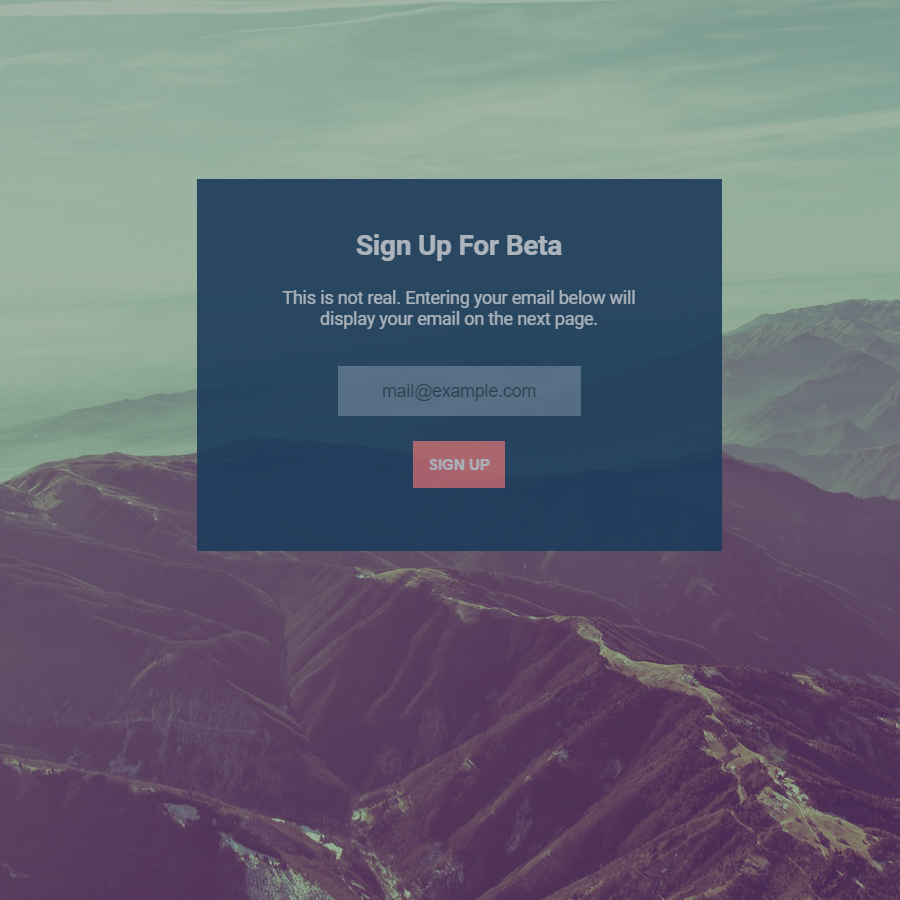 Sign Up For Beta
This is not real. Entering your email below will
display your email on the next page.
mail@example.com
SIGN UP